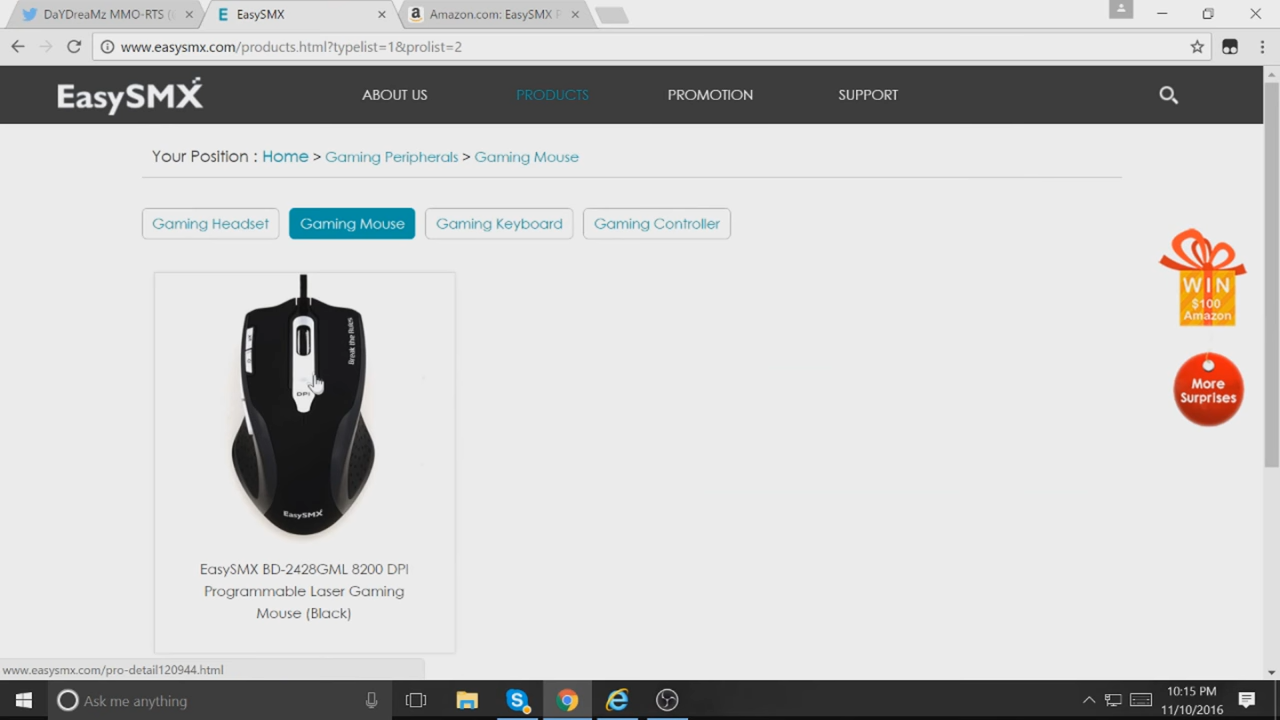 DaYDreaMz MMO-RTS (
EasySMX
Amazon.com: EasySMX P
www.easysmx.com/products.html?typelist=1&prolist=2
EasySMX
ABOUT US
PRODUCTS
PROMOTION
SUPPORT
Your Position : Home > Gaming Peripherals > Gaming Mouse
Gaming Headset
Gaming Mouse
Gaming Keyboard
Gaming Controller
WIN
$100
Amazon
More
Surprises
Break the Rules
DPI
EasySMX
EasySMX BD-2428GML 8200 DPI
Programmable Laser Gaming
Mouse (Black)
www.easysmx.com/pro-detail120944.html
Ask me anything
10:15 PM
11/10/2016